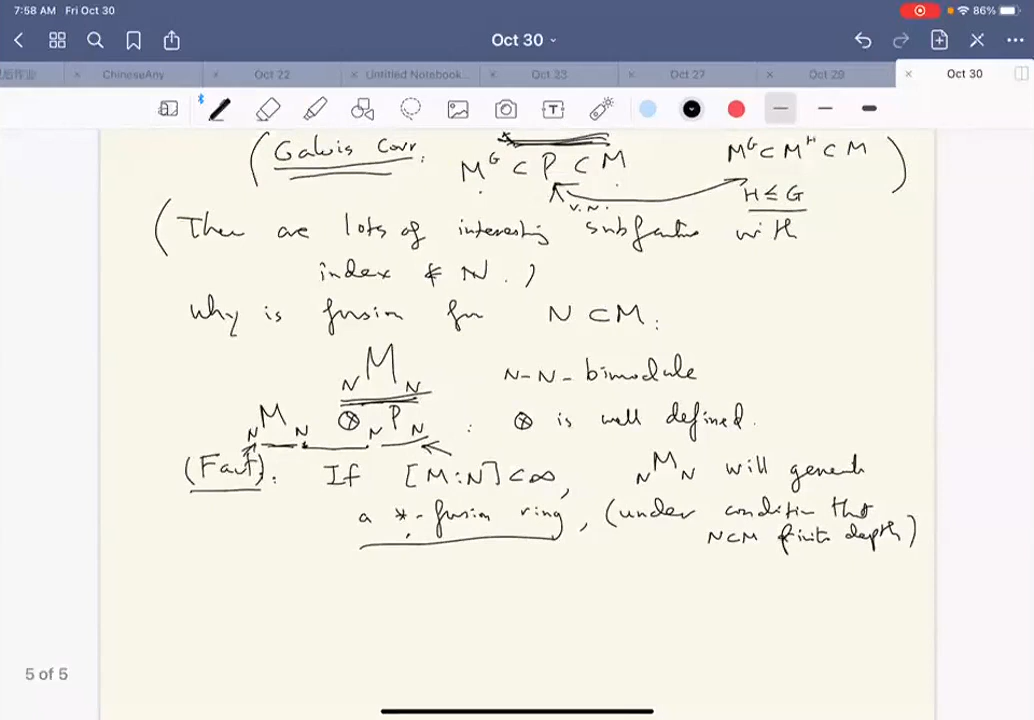 7:58 AM Fri Oct 30
86%
Oct 30
ChineseAny
Oct 22
Untitled Notebook...
Oct 23
Oct 27
Oct 29
Oct 30
(Galois Corr: M^G ⊂ P ⊂ M M^G ⊂ M^H ⊂ M)
v.N. H ≤ G
(There are lots of interesting subfactors with
index ∉ N.)
Why is fusion for N ⊂ M:
_N M_N N-N-bimodule
_N M_N ⊗ _N P_N : ⊗ is well defined.
(Fact): If [M:N] < ∞, _N M_N will generate
a *-fusion ring, (under condition that
N⊂M finite depth)
5 of 5